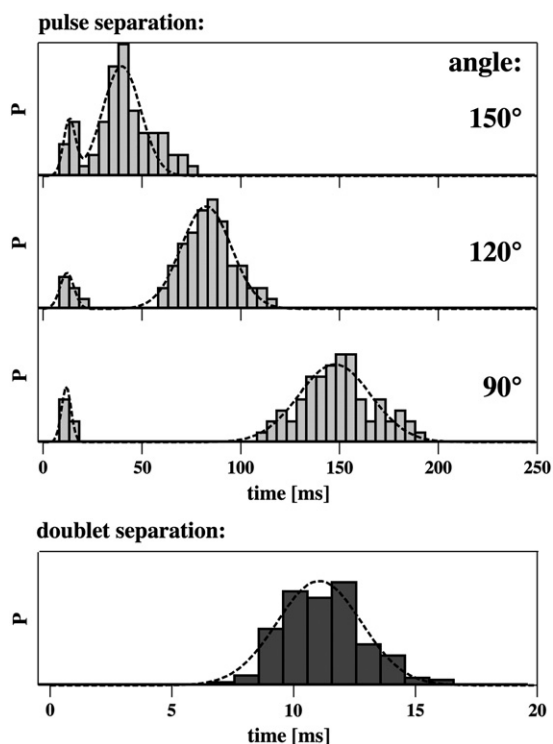 pulse separation:
angle:
P
150°
P
120°
P
90°
0 50 100 150 200 250
time [ms]
doublet separation:
P
0 5 10 15 20
time [ms]